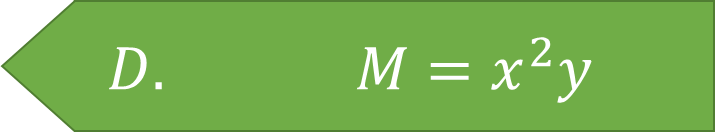 D. M = x²y